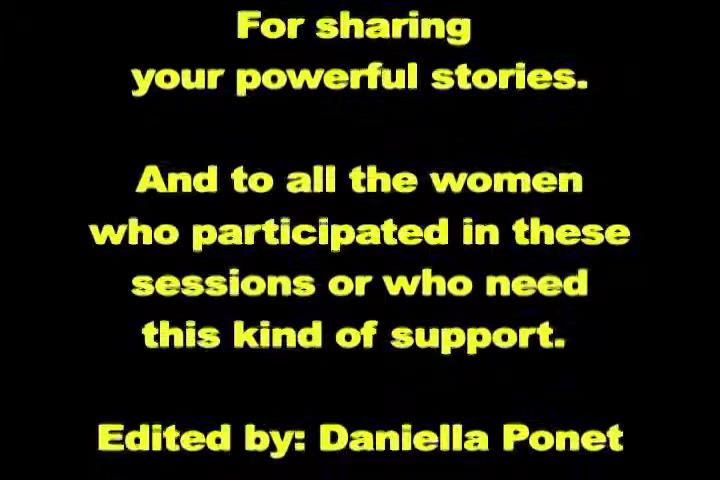 For sharing
your powerful stories.
And to all the women
who participated in these
sessions or who need
this kind of support.
Edited by: Daniella Ponet